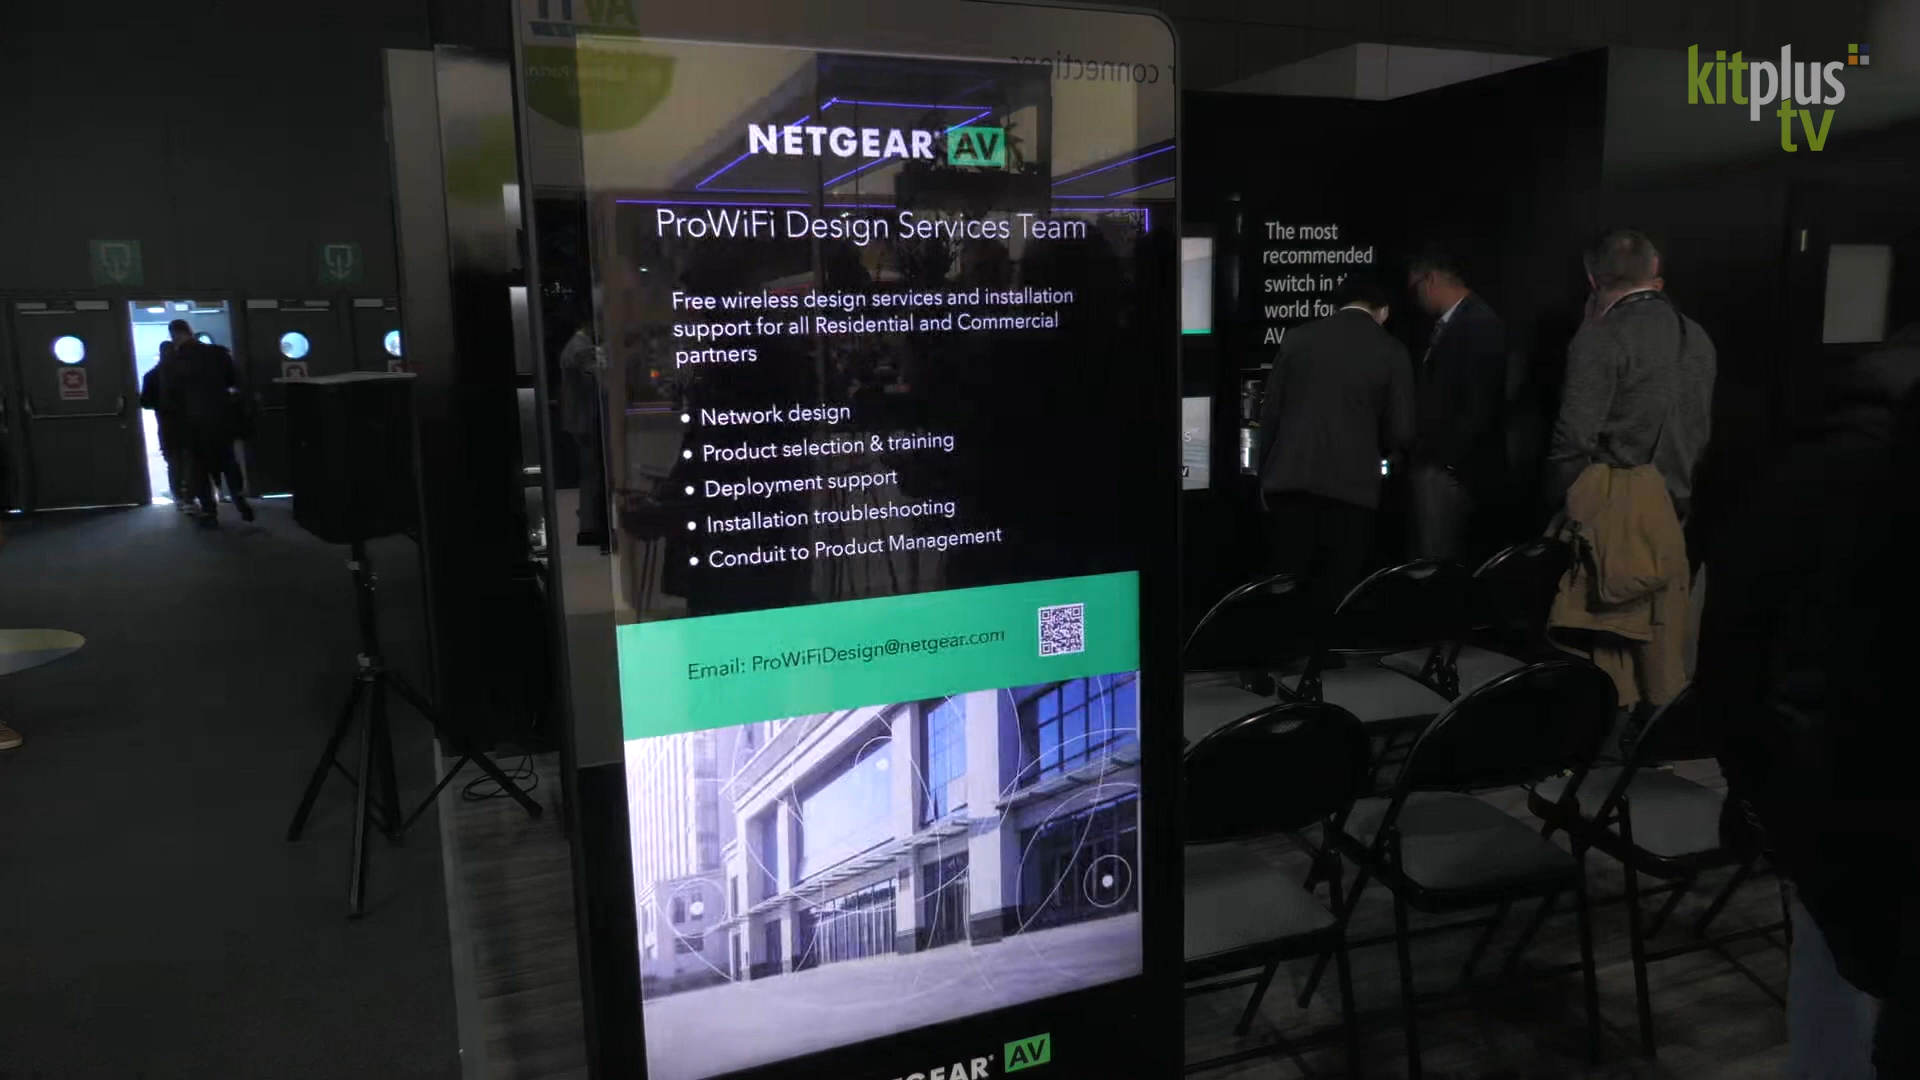 kitplus
tv
NETGEAR AV
ProWiFi Design Services Team
Free wireless design services and installation
support for all Residential and Commercial
partners
• Network design
• Product selection & training
• Deployment support
• Installation troubleshooting
• Conduit to Product Management
Email: ProWiFiDesign@netgear.com
The most
recommended
switch in
world for
AV
AV
connections